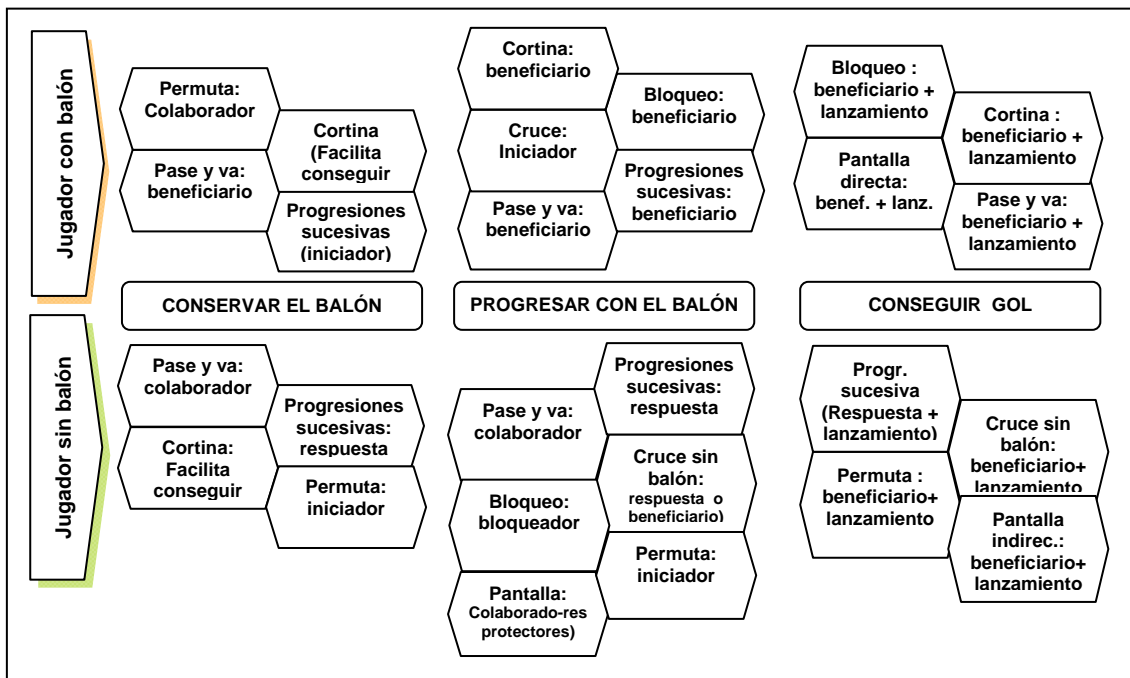 Jugador con balón
Permuta:
Colaborador
Pase y va:
beneficiario
Cortina
(Facilita
conseguir
Progresiones
sucesivas
(iniciador)
Cortina:
beneficiario
Cruce:
Iniciador
Pase y va:
beneficiario
Bloqueo:
beneficiario
Progresiones
sucesivas:
beneficiario
Bloqueo :
beneficiario +
lanzamiento
Pantalla
directa:
benef. + lanz.
Cortina :
beneficiario +
lanzamiento
Pase y va:
beneficiario +
lanzamiento
CONSERVAR EL BALÓN
PROGRESAR CON EL BALÓN
CONSEGUIR GOL
Jugador sin balón
Pase y va:
colaborador
Cortina:
Facilita
conseguir
Progresiones
sucesivas:
respuesta
Permuta:
iniciador
Pase y va:
colaborador
Bloqueo:
bloqueador
Pantalla:
Colaborado-res
protectores)
Progresiones
sucesivas:
respuesta
Cruce sin
balón:
respuesta o
beneficiario)
Permuta:
iniciador
Progr.
sucesiva
(Respuesta +
lanzamiento)
Permuta :
beneficiario+
lanzamiento
Cruce sin
balón:
beneficiario+
lanzamiento
Pantalla
indirec.:
beneficiario+
lanzamiento